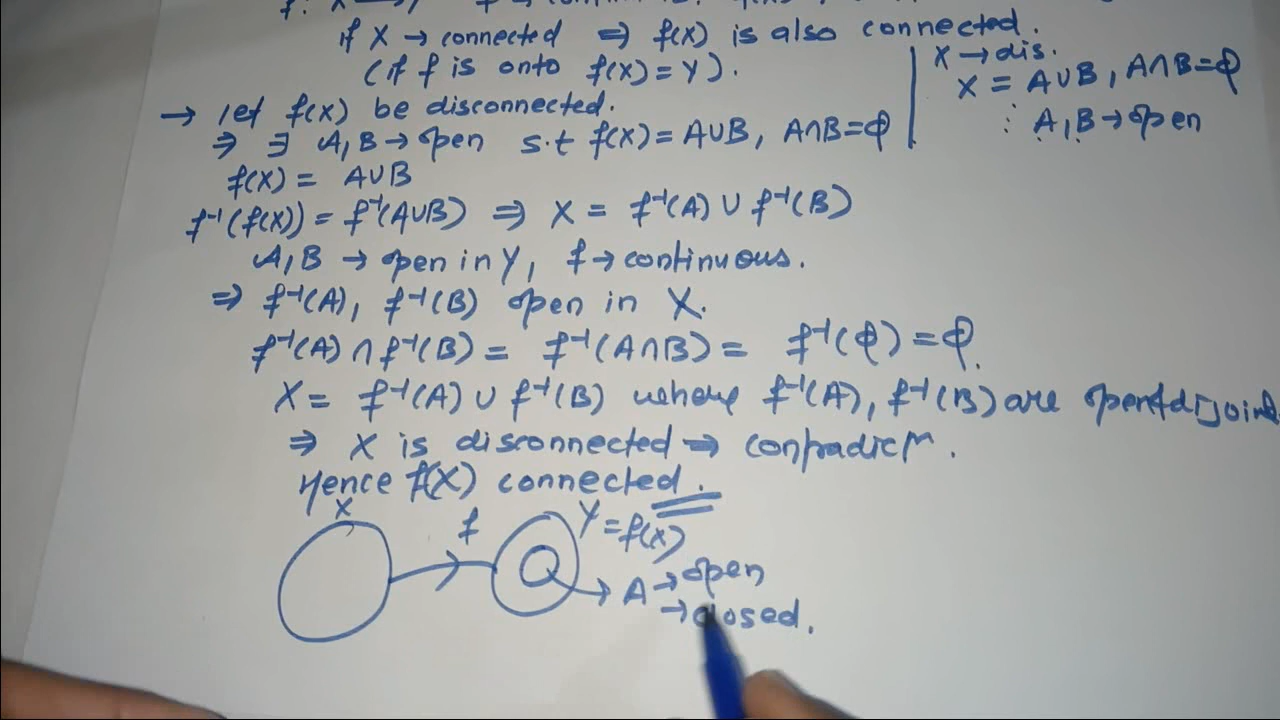 if X → connected ⇒ f(X) is also connected.
(if f is onto f(X) = Y).
X → dis.
X = A∪B, A∩B=φ
: A, B → open
→ let f(X) be disconnected.
⇒ ∃ A, B → open s.t f(X) = A∪B, A∩B=φ
f(X) = A∪B
f⁻¹(f(X)) = f⁻¹(A∪B) ⇒ X = f⁻¹(A) ∪ f⁻¹(B)
A, B → open in Y, f → continuous.
⇒ f⁻¹(A), f⁻¹(B) open in X.
f⁻¹(A) ∩ f⁻¹(B) = f⁻¹(A∩B) = f⁻¹(φ) = φ.
X = f⁻¹(A) ∪ f⁻¹(B) where f⁻¹(A), f⁻¹(B) are open & disjoint
⇒ X is disconnected → contradictn.
Hence f(X) connected.
X
f
Y = f(X)
→ A → open
→ closed.